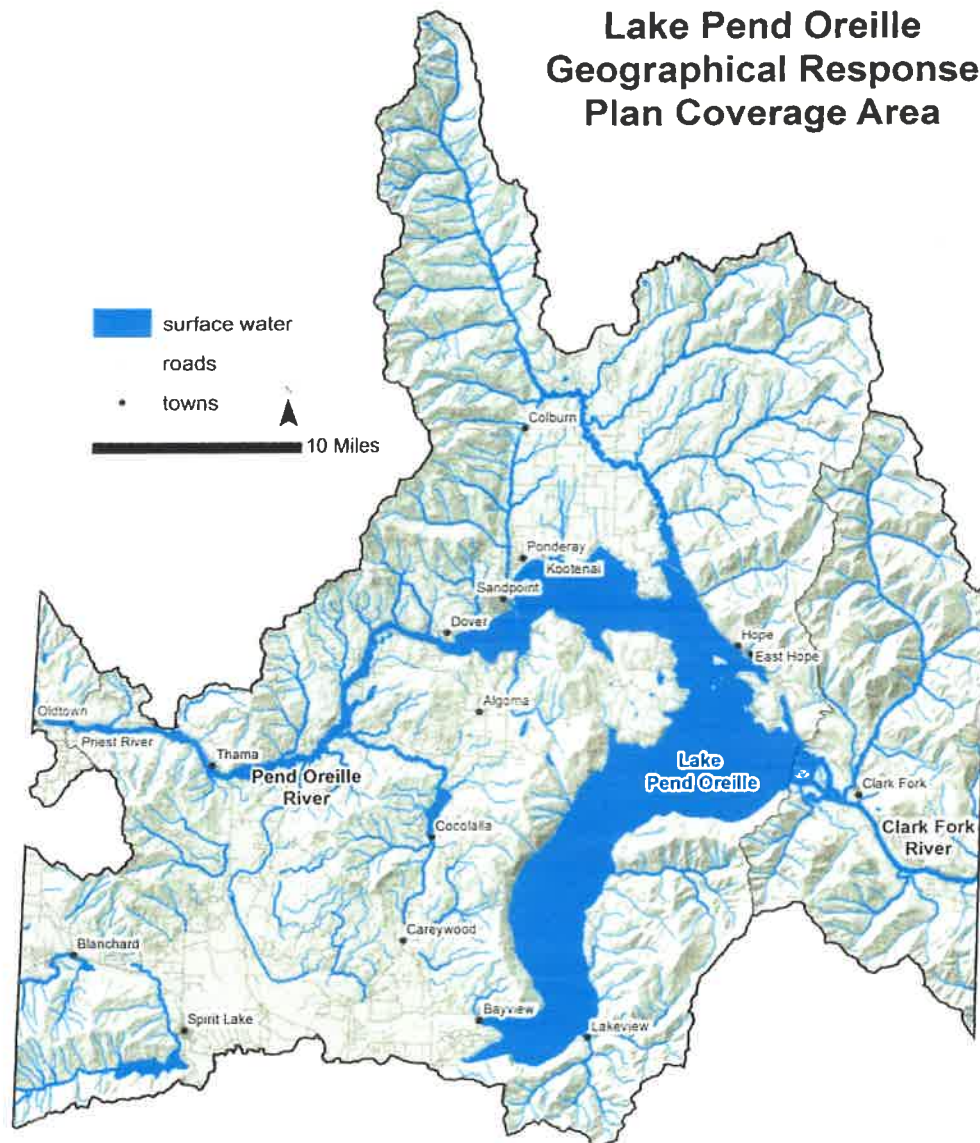 Lake Pend Oreille
Geographical Response
Plan Coverage Area
surface water
roads
towns
10 Miles
Colburn
Ponderay
Kootenai
Sandpoint
Dover
Hope
East Hope
Algoma
Oldtown
Priest River
Thama
Pend Oreille
River
Lake
Pend Oreille
Clark Fork
Clark Fork
River
Cocolalla
Careywood
Blanchard
Bayview
Spirit Lake
Lakeview